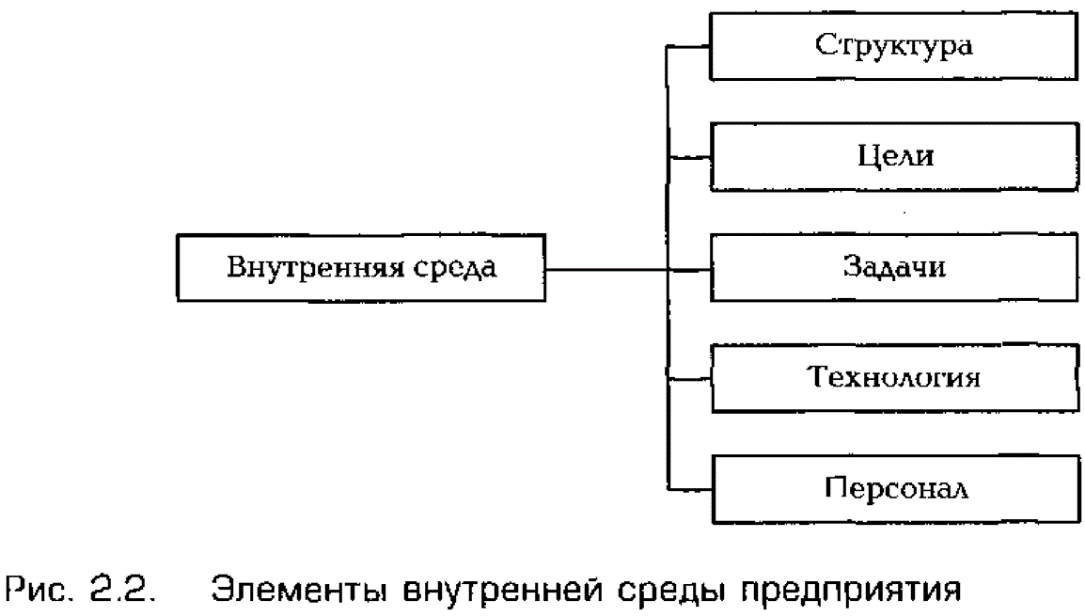 Структура
Цели
Внутренняя среда
Задачи
Технология
Персонал
Рис. 2.2. Элементы внутренней среды предприятия